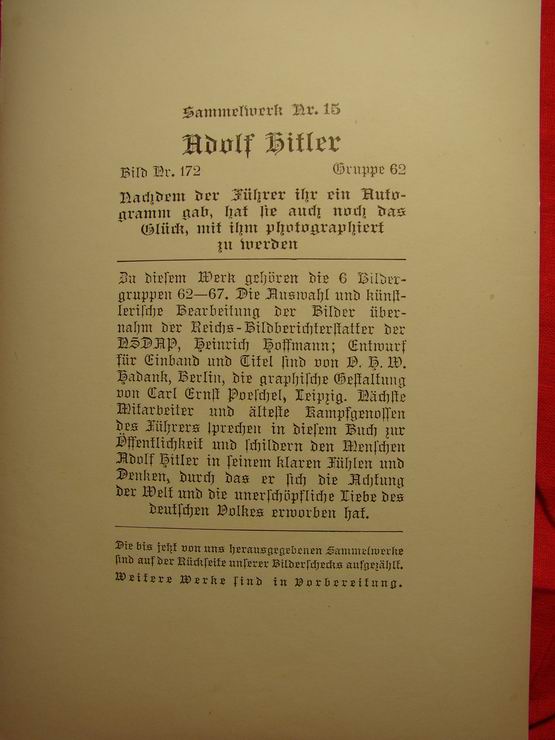 Sammelwerk Nr. 15
Adolf Hitler
Bild Nr. 172 Gruppe 62
Nachdem der Führer ihr ein Auto-
gramm gab, hat sie auch noch das
Glück, mit ihm photographiert
zu werden
Zu diesem Werk gehören die 6 Bilder-
gruppen 62—67. Die Auswahl und künst-
lerische Bearbeitung der Bilder über-
nahm der Reichs-Bildberichterstatter der
NSDAP, Heinrich Hoffmann; Entwurf
für Einband und Titel sind von O. H. W.
Hadank, Berlin, die graphische Gestaltung
von Carl Ernst Poeschel, Leipzig. Nächste
Mitarbeiter und älteste Kampfgenossen
des Führers sprechen in diesem Buch zur
Öffentlichkeit und schildern den Menschen
Adolf Hitler in seinem klaren Fühlen und
Denken, durch das er sich die Achtung
der Welt und die unerschöpfliche Liebe des
deutschen Volkes erworben hat.
Die bis jetzt von uns herausgegebenen Sammelwerke
sind auf der Rückseite unserer Bilderschecks aufgezählt.
Weitere Werke sind in Vorbereitung.